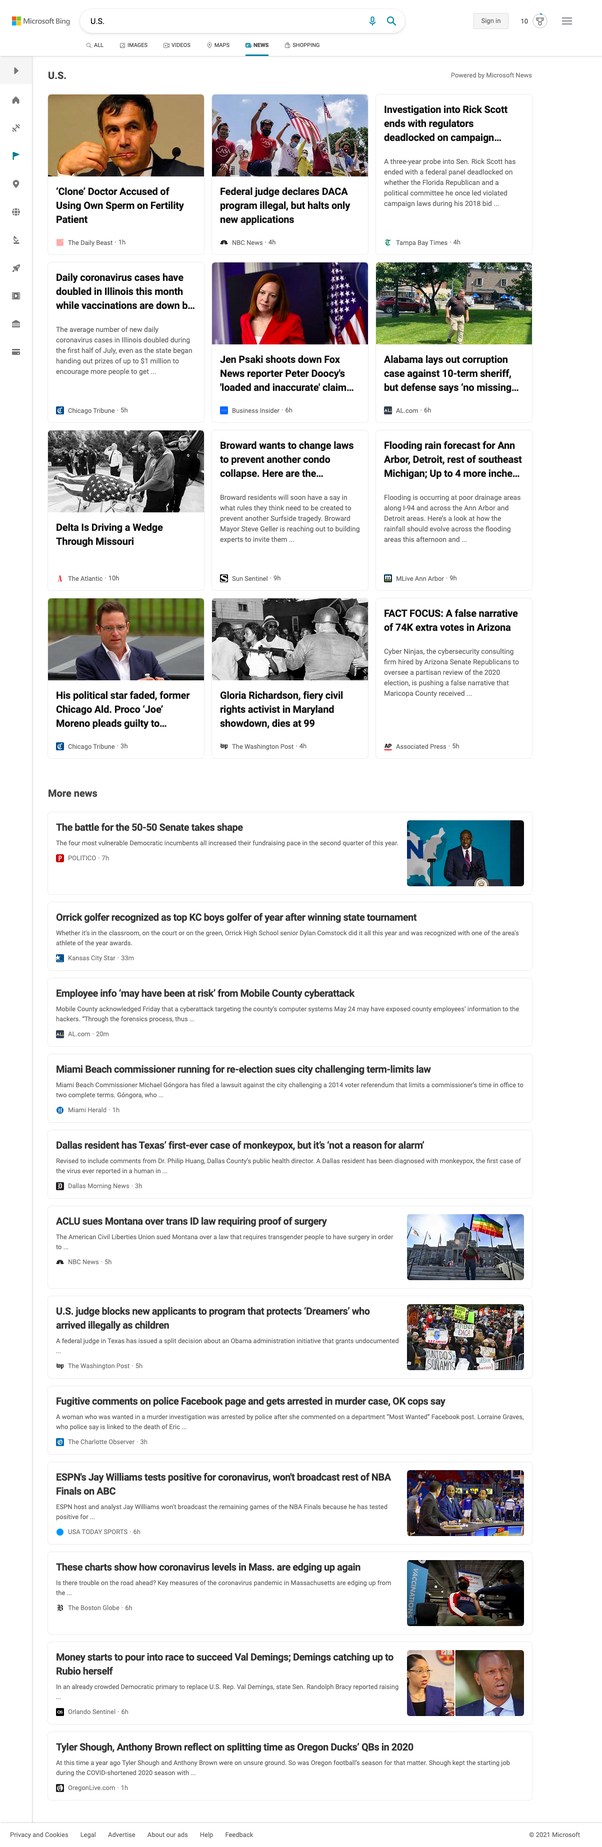 Microsoft Bing
U.S.
Sign in
10
ALL
IMAGES
VIDEOS
MAPS
NEWS
SHOPPING
U.S.
Powered by Microsoft News
‘Clone’ Doctor Accused of
Using Own Sperm on Fertility
Patient
The Daily Beast · 1h
Federal judge declares DACA
program illegal, but halts only
new applications
NBC News · 4h
Investigation into Rick Scott
ends with regulators
deadlocked on campaign...
A three-year probe into Sen. Rick Scott has
ended with a federal panel deadlocked on
whether the Florida Republican and a
political committee he once led violated
campaign laws during his 2018 bid ...
Tampa Bay Times · 4h
Daily coronavirus cases have
doubled in Illinois this month
while vaccinations are down b...
The average number of new daily
coronavirus cases in Illinois doubled during
the first half of July, even as the state began
handing out prizes of up to $1 million to
encourage more people to get ...
Chicago Tribune · 5h
Jen Psaki shoots down Fox
News reporter Peter Doocy's
'loaded and inaccurate' claim...
Business Insider · 6h
Alabama lays out corruption
case against 10-term sheriff,
but defense says ‘no missing...
AL.com · 6h
Delta Is Driving a Wedge
Through Missouri
The Atlantic · 10h
Broward wants to change laws
to prevent another condo
collapse. Here are the...
Broward residents will soon have a say in
what rules they think need to be created to
prevent another Surfside tragedy. Broward
Mayor Steve Geller is reaching out to building
experts to invite them ...
Sun Sentinel · 9h
Flooding rain forecast for Ann
Arbor, Detroit, rest of southeast
Michigan; Up to 4 more inche...
Flooding is occurring at poor drainage areas
along I-94 and across the Ann Arbor and
Detroit areas. Here's a look at how the
rainfall should evolve across the flooding
areas this afternoon and ...
MLive Ann Arbor · 9h
His political star faded, former
Chicago Ald. Proco ‘Joe’
Moreno pleads guilty to...
Chicago Tribune · 3h
Gloria Richardson, fiery civil
rights activist in Maryland
showdown, dies at 99
The Washington Post · 4h
FACT FOCUS: A false narrative
of 74K extra votes in Arizona
Cyber Ninjas, the cybersecurity consulting
firm hired by Arizona Senate Republicans to
oversee a partisan review of the 2020
election, is pushing a false narrative that
Maricopa County received ...
Associated Press · 5h
More news
The battle for the 50-50 Senate takes shape
The four most vulnerable Democratic incumbents all increased their fundraising pace in the second quarter of this year.
POLITICO · 7h
Orrick golfer recognized as top KC boys golfer of year after winning state tournament
Whether it's in the classroom, on the court or on the green, Orrick High School senior Dylan Comstock did it all this year and was recognized with one of the area's
athlete of the year awards.
Kansas City Star · 33m
Employee info ‘may have been at risk’ from Mobile County cyberattack
Mobile County acknowledged Friday that a cyberattack targeting the county's computer systems May 24 may have exposed county employees' information to the
hackers. "Through the forensics process, thus ...
AL.com · 20m
Miami Beach commissioner running for re-election sues city challenging term-limits law
Miami Beach Commissioner Michael Góngora has filed a lawsuit against the city challenging a 2014 voter referendum that limits a commissioner's time in office to
two complete terms. Góngora, who ...
Miami Herald · 1h
Dallas resident has Texas’ first-ever case of monkeypox, but it’s ‘not a reason for alarm’
Revised to include comments from Dr. Philip Huang, Dallas County's public health director. A Dallas resident has been diagnosed with monkeypox, the first case of
the virus ever reported in a human in ...
Dallas Morning News · 3h
ACLU sues Montana over trans ID law requiring proof of surgery
The American Civil Liberties Union sued Montana over a law that requires transgender people to have surgery in order
to ...
NBC News · 5h
U.S. judge blocks new applicants to program that protects ‘Dreamers’ who
arrived illegally as children
A federal judge in Texas has issued a split decision about an Obama administration initiative that grants undocumented
...
The Washington Post · 5h
Fugitive comments on police Facebook page and gets arrested in murder case, OK cops say
A woman who was wanted in a murder investigation was arrested by police after she commented on a department “Most Wanted” Facebook post. Lorraine Graves,
who police say is linked to the death of Eric ...
The Charlotte Observer · 3h
ESPN's Jay Williams tests positive for coronavirus, won't broadcast rest of NBA
Finals on ABC
ESPN host and analyst Jay Williams won't broadcast the remaining games of the NBA Finals because he has tested
positive for ...
USA TODAY SPORTS · 6h
These charts show how coronavirus levels in Mass. are edging up again
Is there trouble on the road ahead? Key measures of the coronavirus pandemic in Massachusetts are edging up from
the ...
The Boston Globe · 6h
Money starts to pour into race to succeed Val Demings; Demings catching up to
Rubio herself
In an already crowded Democratic primary to replace U.S. Rep. Val Demings, state Sen. Randolph Bracy reported raising
...
Orlando Sentinel · 6h
Tyler Shough, Anthony Brown reflect on splitting time as Oregon Ducks’ QBs in 2020
At this time a year ago Tyler Shough and Anthony Brown were on unsure ground. So was Oregon football's season for that matter. Shough kept the starting job
during the COVID-shortened 2020 season with ...
OregonLive.com · 1h
Privacy and Cookies
Legal
Advertise
About our ads
Help
Feedback
© 2021 Microsoft